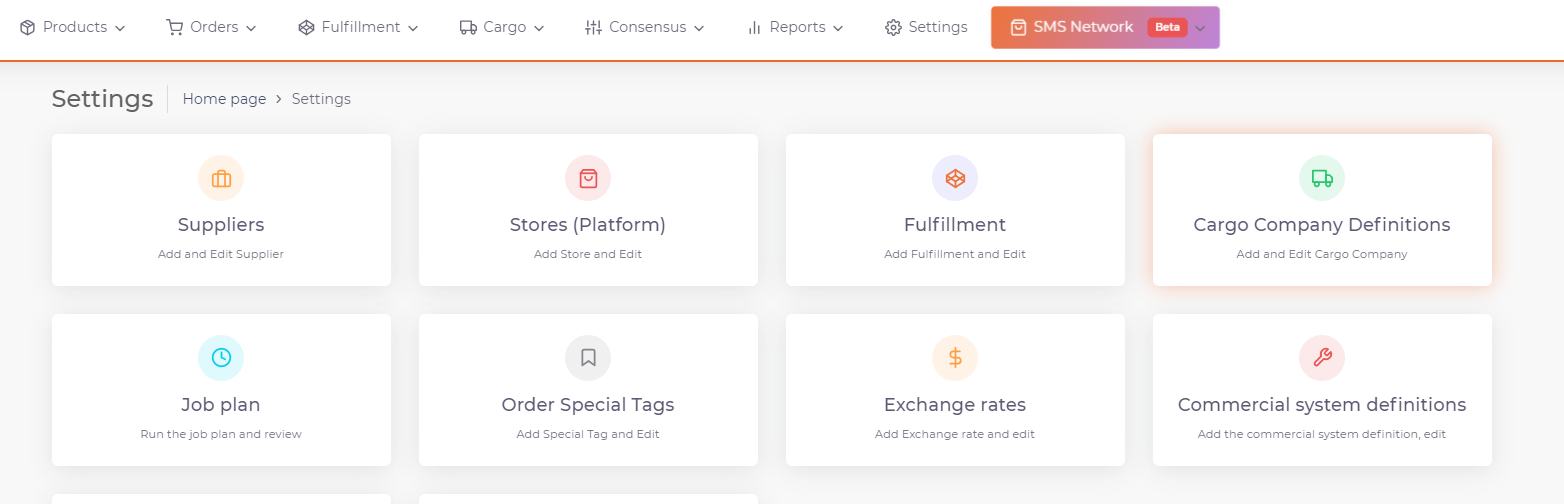 Products Orders Fulfillment Cargo Consensus Reports Settings SMS Network Beta
Settings Home page > Settings
Suppliers Stores (Platform) Fulfillment Cargo Company Definitions
Add and Edit Supplier Add Store and Edit Add Fulfillment and Edit Add and Edit Cargo Company
Job plan Order Special Tags Exchange rates Commercial system definitions
Run the job plan and review Add Special Tag and Edit Add Exchange rate and edit Add the commercial system definition, edit